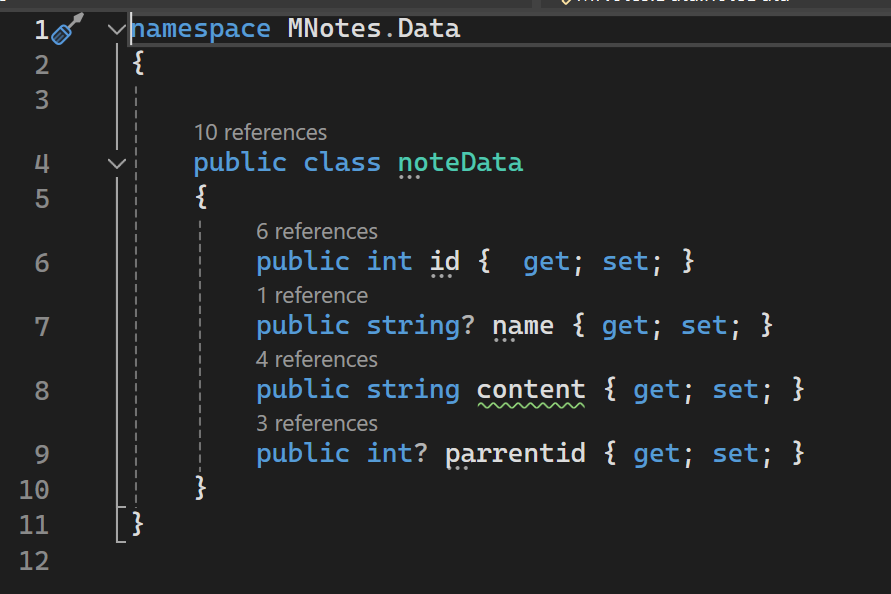 1 namespace MNotes.Data
2 {
3
10 references
4 public class noteData
5 {
6 references
6 public int id {  get; set; }
1 reference
7 public string? name { get; set; }
4 references
8 public string content { get; set; }
3 references
9 public int? parrentid { get; set; }
10 }
11 }
12